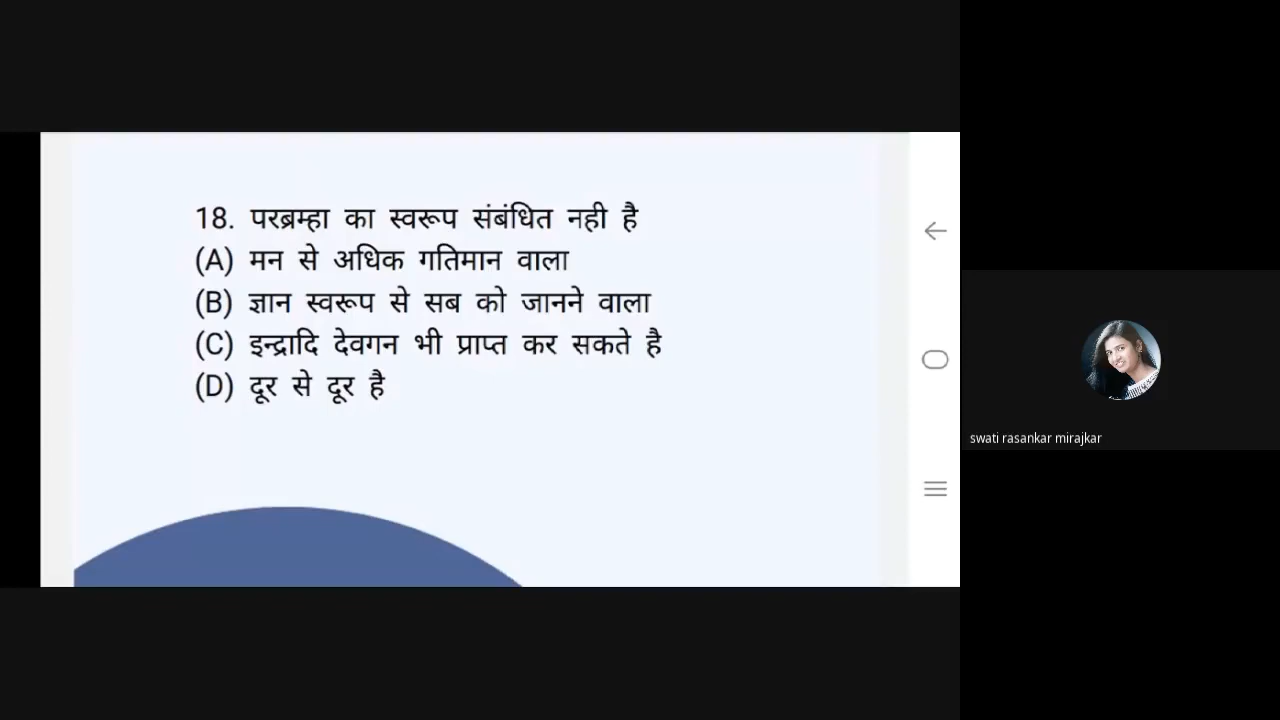 18. परब्रम्हा का स्वरूप संबंधित नही है
(A) मन से अधिक गतिमान वाला
(B) ज्ञान स्वरूप से सब को जानने वाला
(C) इन्द्रादि देवगन भी प्राप्त कर सकते है
(D) दूर से दूर है
swati rasankar mirajkar